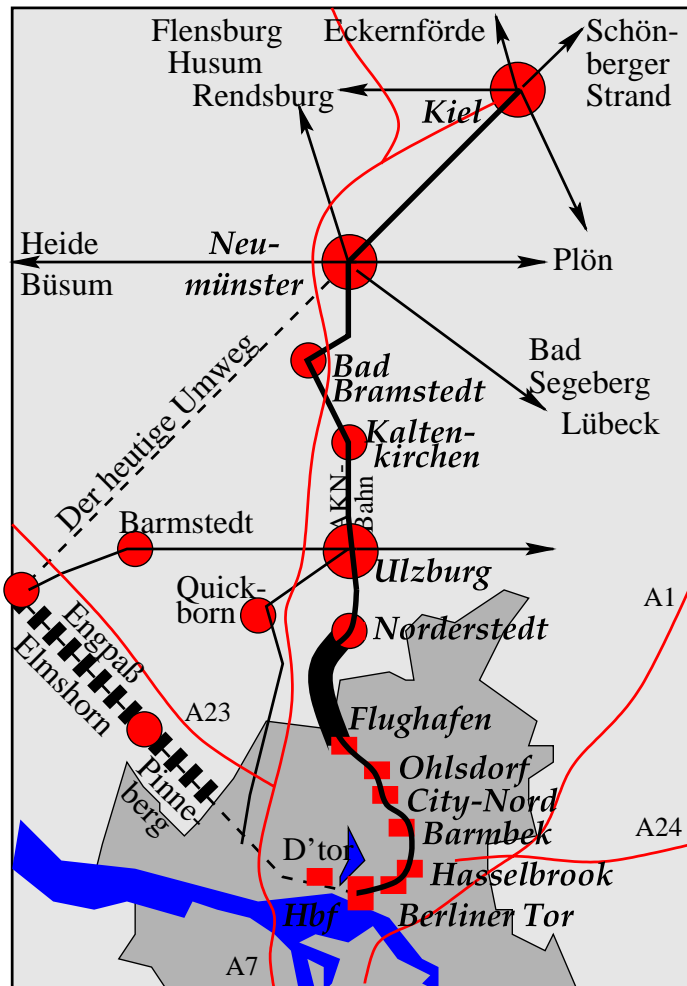 Flensburg
Husum
Rendsburg
Eckernförde
Schön-
berger
Strand
Kiel
Heide
Büsum
Neu-
münster
Plön
Der heutige Umweg
Bad
Bramstedt
Bad
Segeberg
Lübeck
Kalten-
kirchen
AKN-
Bahn
Barmstedt
Ulzburg
Quick-
born
Norderstedt
A1
Engpaß
Elmshorn
A23
Flughafen
Pinne-
berg
Ohlsdorf
City-Nord
Barmbek
A24
D'tor
Hasselbrook
Hbf
Berliner Tor
A7